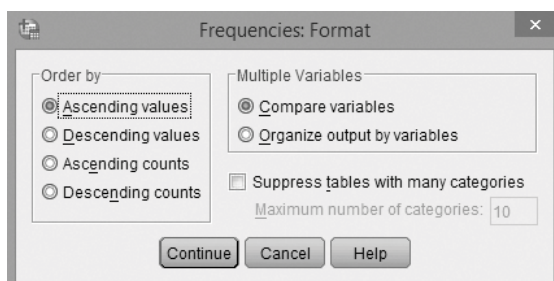 Frequencies: Format
Order by
Ascending values
Descending values
Ascending counts
Descending counts
Multiple Variables
Compare variables
Organize output by variables
Suppress tables with many categories
Maximum number of categories: 10
Continue Cancel Help